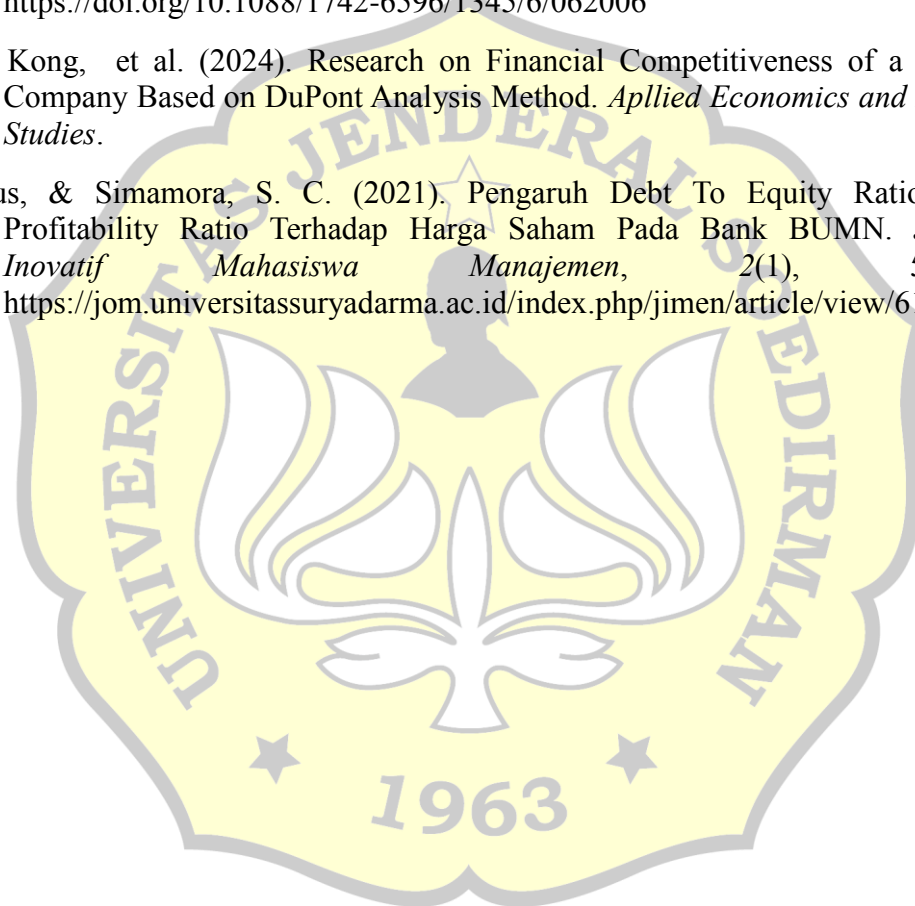 https://doi.org/10.1088/1742-6596/1345/6/062006
Kong, et al. (2024). Research on Financial Competitiveness of a
Company Based on DuPont Analysis Method. Apllied Economics and
Studies.
us, & Simamora, S. C. (2021). Pengaruh Debt To Equity Ratio
Profitability Ratio Terhadap Harga Saham Pada Bank BUMN.
Inovatif Mahasiswa Manajemen, 2(1),
https://jom.universitassuryadarma.ac.id/index.php/jimen/article/view/6
UNIVERSITAS JENDERAL SOEDIRMAN
1963